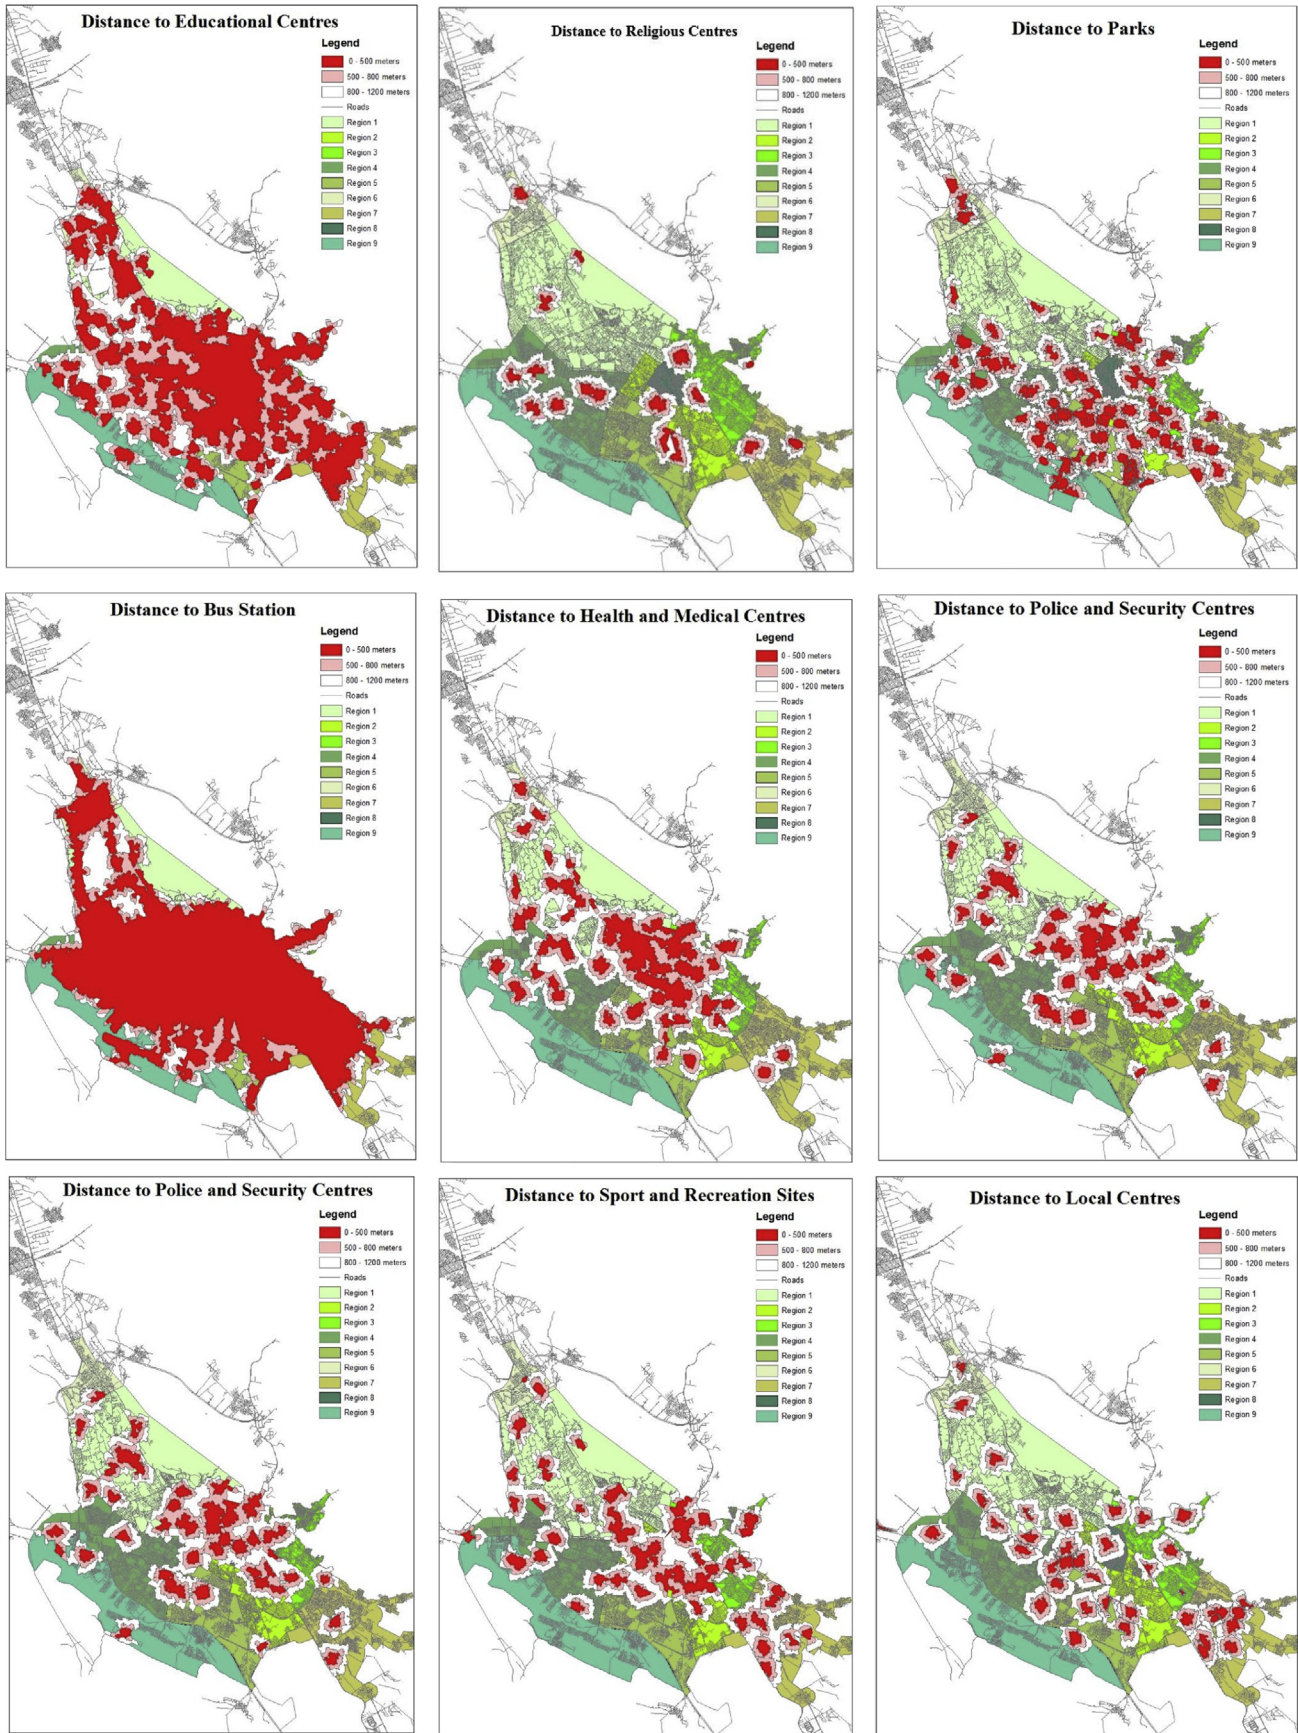 Distance to Educational Centres
Legend
0 - 500 meters
500 - 800 meters
800 - 1200 meters
Roads
Region 1
Region 2
Region 3
Region 4
Region 5
Region 6
Region 7
Region 8
Region 9
Distance to Religious Centres
Legend
0 - 500 meters
500 - 800 meters
800 - 1200 meters
Roads
Region 1
Region 2
Region 3
Region 4
Region 5
Region 6
Region 7
Region 8
Region 9
Distance to Parks
Legend
0 - 500 meters
500 - 800 meters
800 - 1200 meters
Roads
Region 1
Region 2
Region 3
Region 4
Region 5
Region 6
Region 7
Region 8
Region 9
Distance to Bus Station
Legend
0 - 500 meters
500 - 800 meters
800 - 1200 meters
Roads
Region 1
Region 2
Region 3
Region 4
Region 5
Region 6
Region 7
Region 8
Region 9
Distance to Health and Medical Centres
Legend
0 - 500 meters
500 - 800 meters
800 - 1200 meters
Roads
Region 1
Region 2
Region 3
Region 4
Region 5
Region 6
Region 7
Region 8
Region 9
Distance to Police and Security Centres
Legend
0 - 500 meters
500 - 800 meters
800 - 1200 meters
Roads
Region 1
Region 2
Region 3
Region 4
Region 5
Region 6
Region 7
Region 8
Region 9
Distance to Police and Security Centres
Legend
0 - 500 meters
500 - 800 meters
800 - 1200 meters
Roads
Region 1
Region 2
Region 3
Region 4
Region 5
Region 6
Region 7
Region 8
Region 9
Distance to Sport and Recreation Sites
Legend
0 - 500 meters
500 - 800 meters
800 - 1200 meters
Roads
Region 1
Region 2
Region 3
Region 4
Region 5
Region 6
Region 7
Region 8
Region 9
Distance to Local Centres
Legend
0 - 500 meters
500 - 800 meters
800 - 1200 meters
Roads
Region 1
Region 2
Region 3
Region 4
Region 5
Region 6
Region 7
Region 8
Region 9